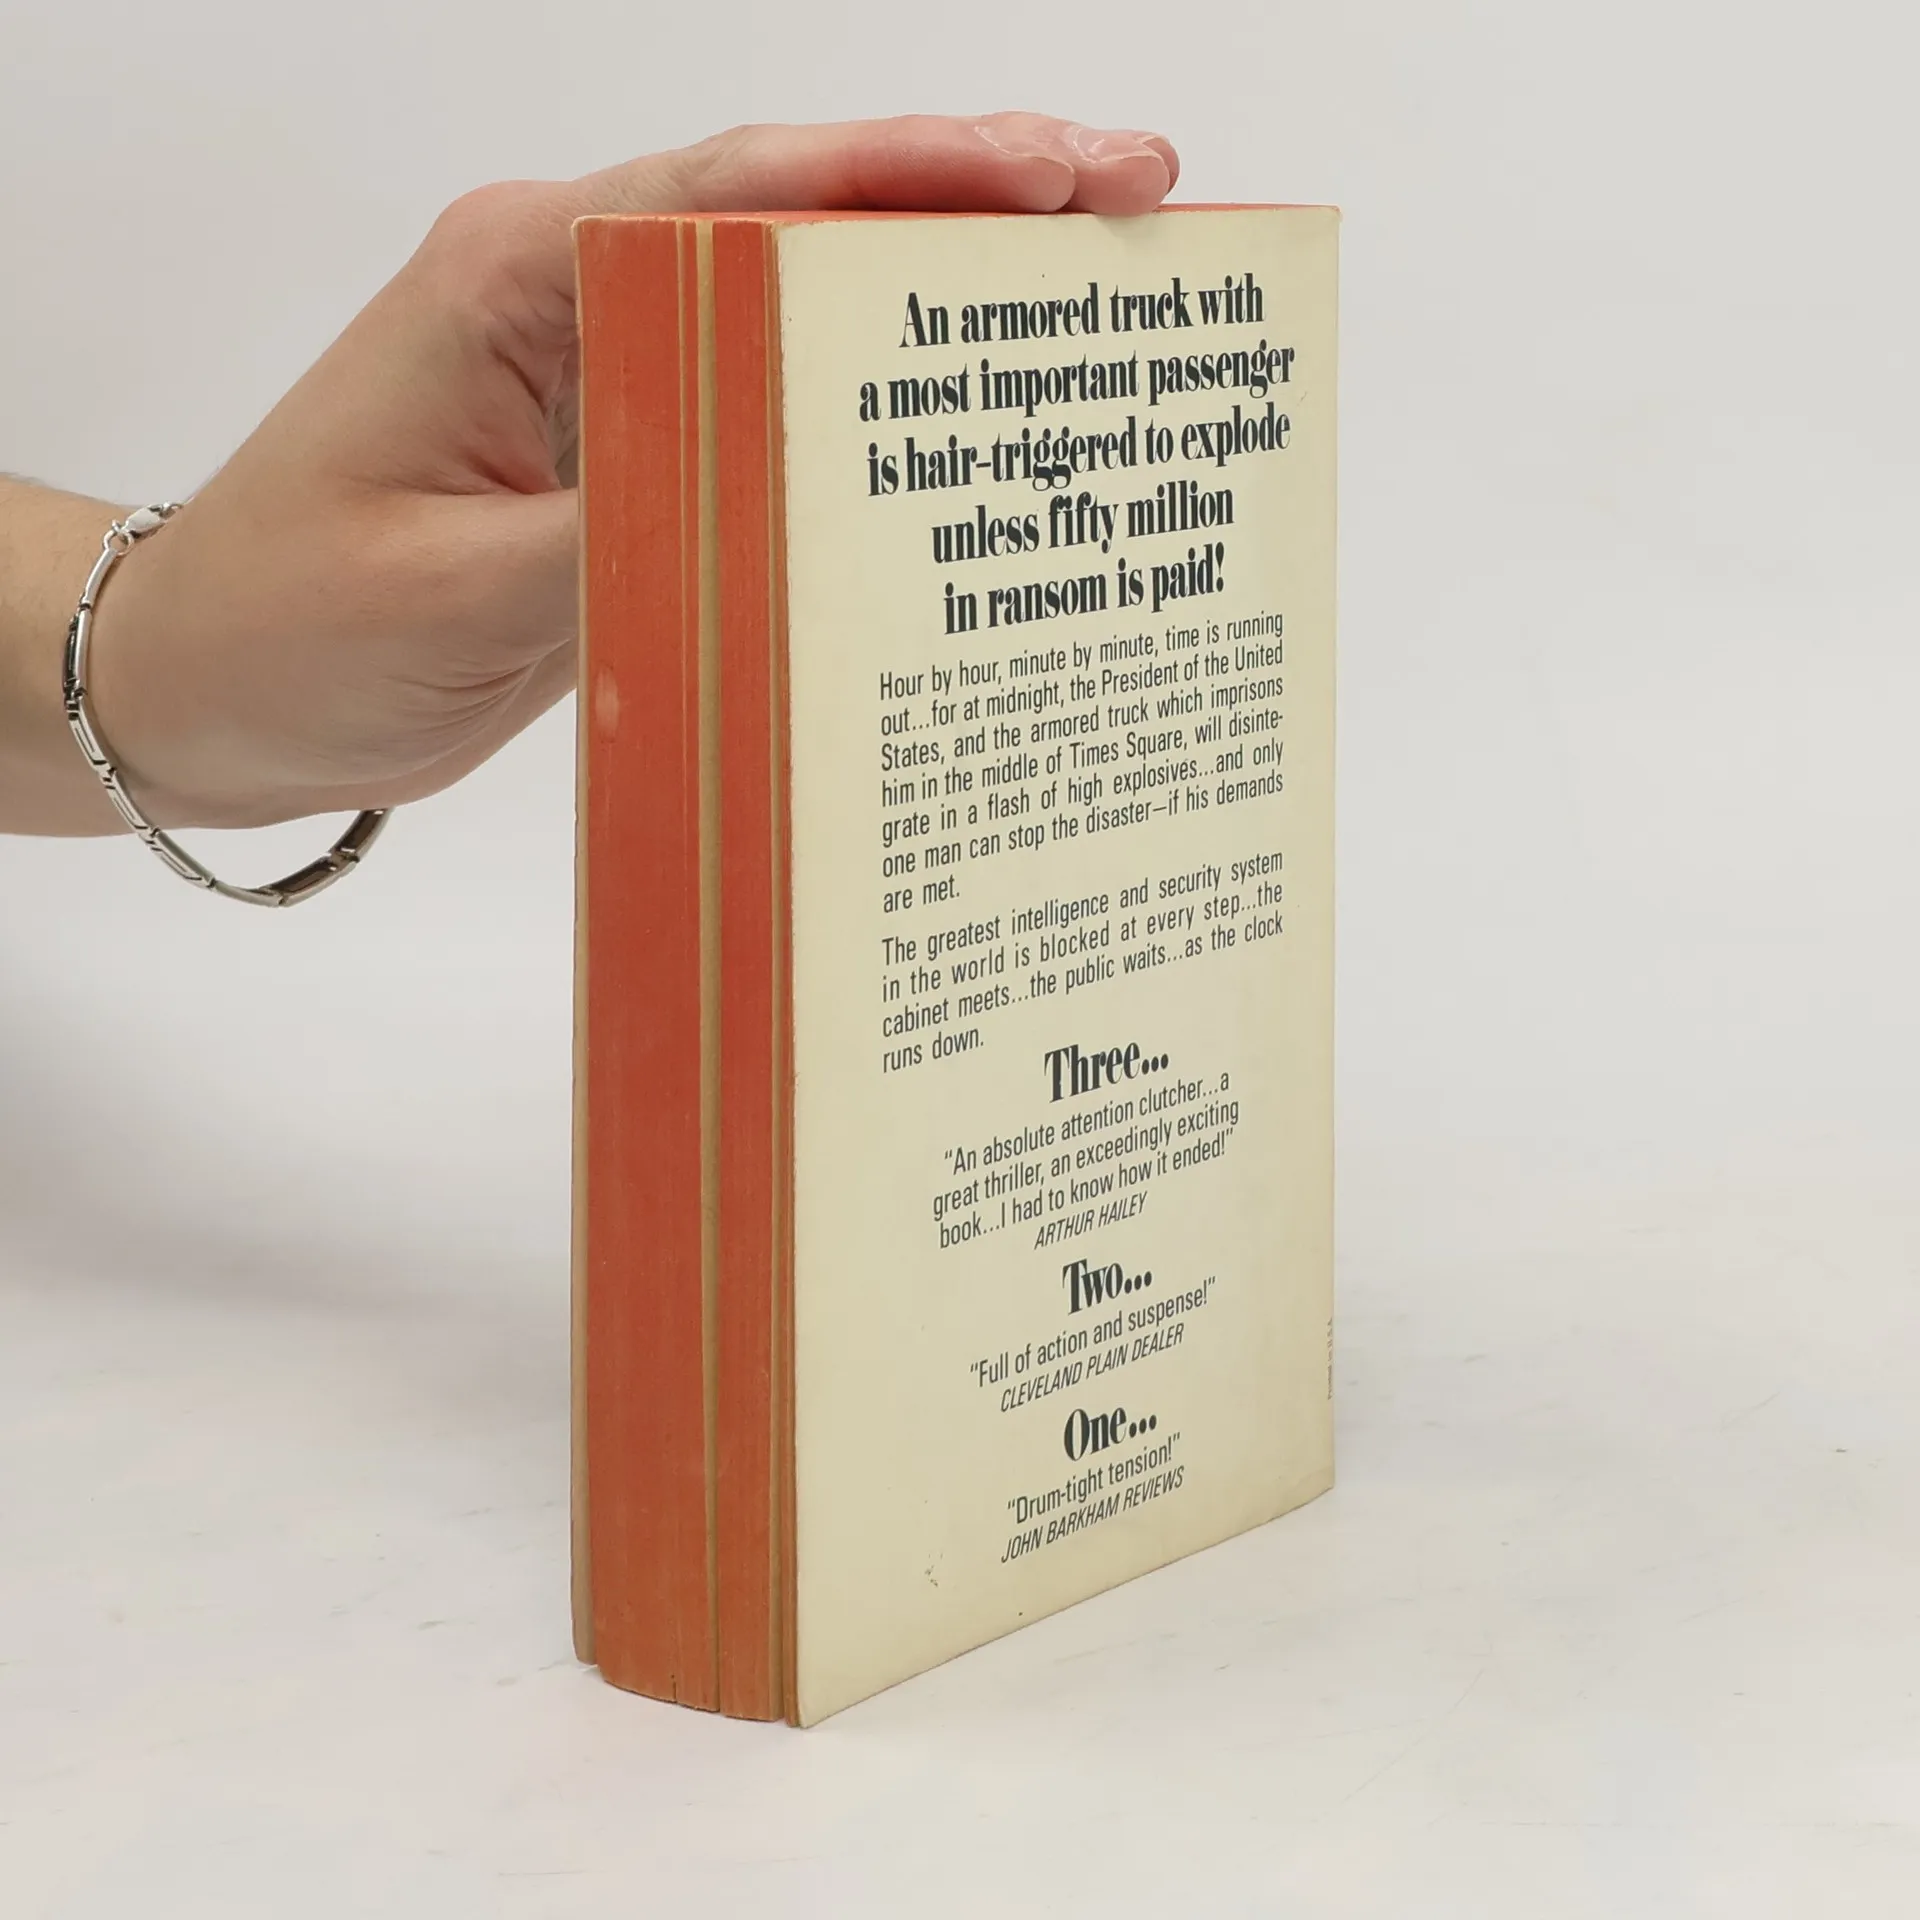 An armored truck with
a most important passenger
is hair-triggered to explode
unless fifty million
in ransom is paid!
Hour by hour, minute by minute, time is running
out...for at midnight, the President of the United
States, and the armored truck which imprisons
him in the middle of Times Square, will disinte-
grate in a flash of high explosives...and only
one man can stop the disaster—if his demands
are met.
The greatest intelligence and security system
in the world is blocked at every step...the
cabinet meets...the public waits...as the clock
runs down.
Three...
"An absolute attention clutcher...a
great thriller, an exceedingly exciting
book...I had to know how it ended!"
ARTHUR HAILEY
Two...
"Full of action and suspense!"
CLEVELAND PLAIN DEALER
One...
"Drum-tight tension!"
JOHN BARKHAM REVIEWS
Printed in U.S.A.